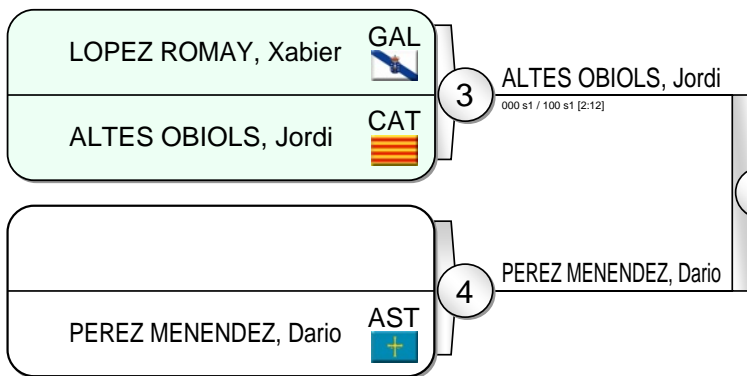 LOPEZ ROMAY, Xabier GAL
ALTES OBIOLS, Jordi CAT
3
ALTES OBIOLS, Jordi
000 s1 / 100 s1 [2:12]
PEREZ MENENDEZ, Dario AST
4
PEREZ MENENDEZ, Dario